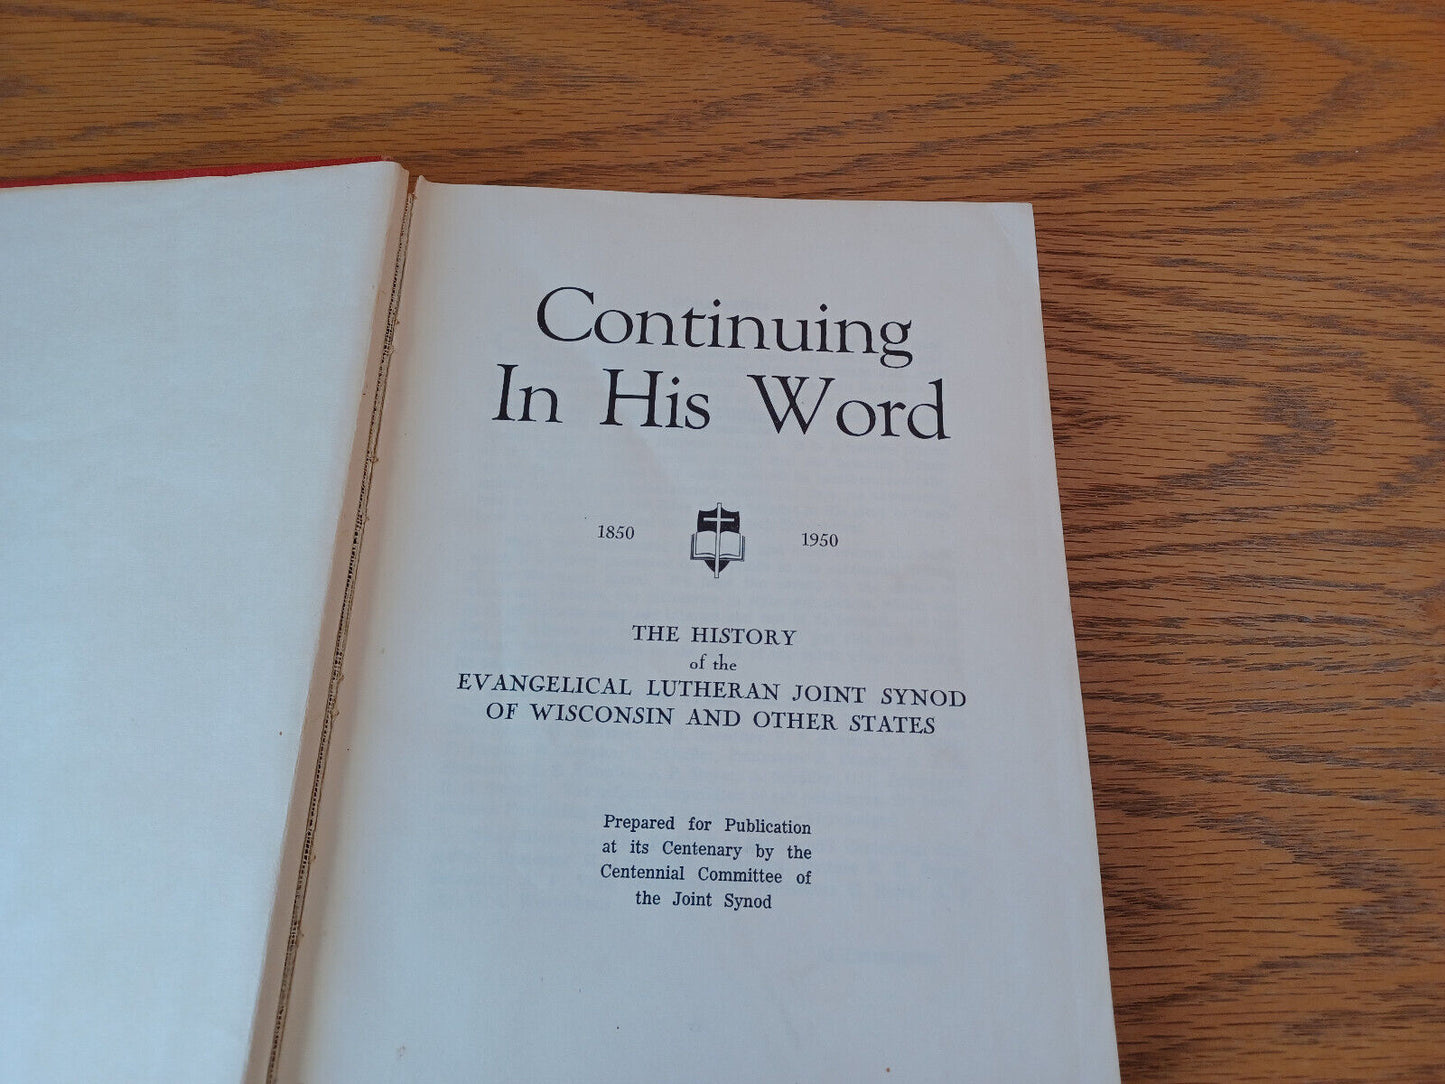 Continuing
In His Word
1850 1950
THE HISTORY
of the
EVANGELICAL LUTHERAN JOINT SYNOD
OF WISCONSIN AND OTHER STATES
Prepared for Publication
at its Centenary by the
Centennial Committee of
the Joint Synod